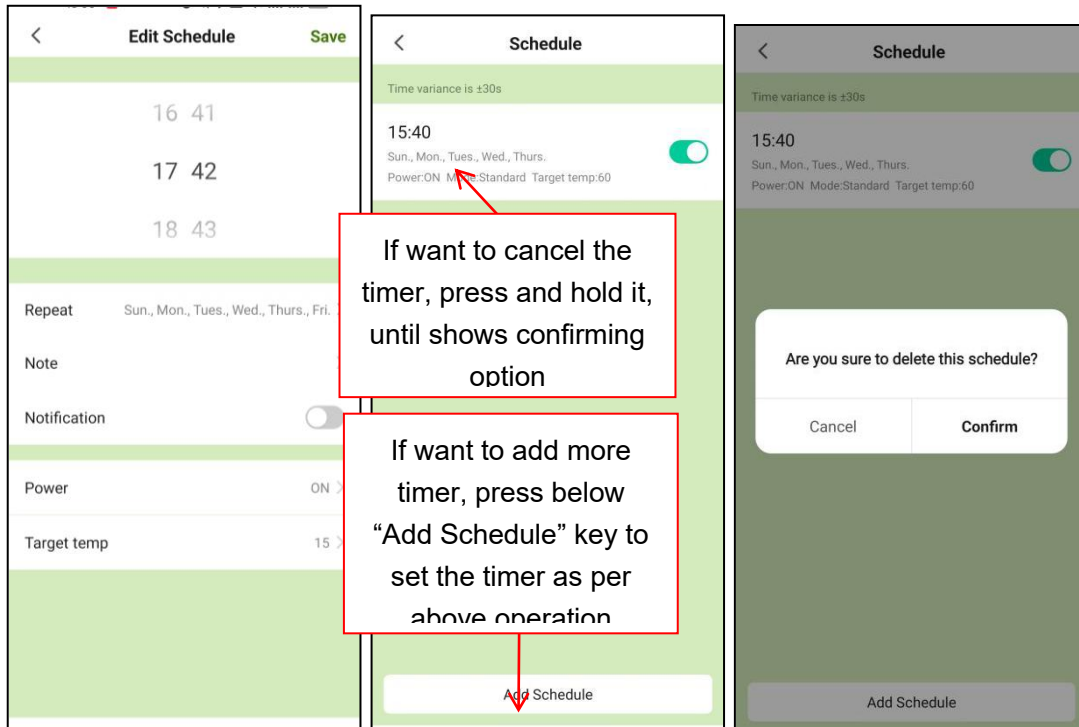 Edit Schedule Save
16 41
17 42
18 43
Repeat Sun., Mon., Tues., Wed., Thurs., Fri.
Note
Notification
Power ON
Target temp 15
Schedule
Time variance is ±30s
15:40
Sun., Mon., Tues., Wed., Thurs.
Power:ON Mode:Standard Target temp:60
If want to cancel the
timer, press and hold it,
until shows confirming
option
If want to add more
timer, press below
“Add Schedule” key to
set the timer as per
above operation
Add Schedule
Schedule
Time variance is ±30s
15:40
Sun., Mon., Tues., Wed., Thurs.
Power:ON Mode:Standard Target temp:60
Are you sure to delete this schedule?
Cancel Confirm
Add Schedule